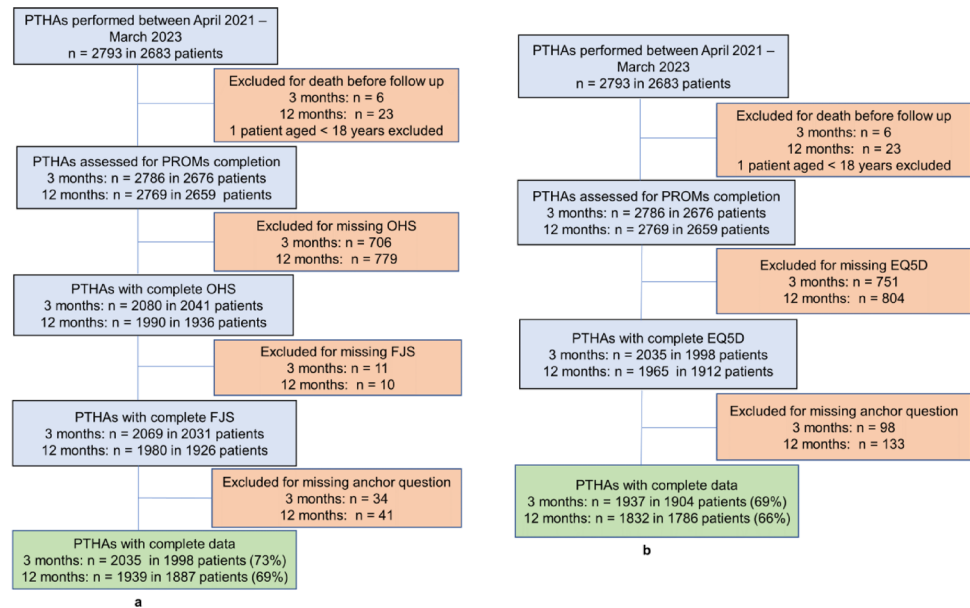 PTHAs performed between April 2021 –
March 2023
n = 2793 in 2683 patients
Excluded for death before follow up
3 months: n = 6
12 months: n = 23
1 patient aged < 18 years excluded
PTHAs assessed for PROMs completion
3 months: n = 2786 in 2676 patients
12 months: n = 2769 in 2659 patients
Excluded for missing OHS
3 months: n = 706
12 months: n = 779
PTHAs with complete OHS
3 months: n = 2080 in 2041 patients
12 months: n = 1990 in 1936 patients
Excluded for missing FJS
3 months: n = 11
12 months: n = 10
PTHAs with complete FJS
3 months: n = 2069 in 2031 patients
12 months: n = 1980 in 1926 patients
Excluded for missing anchor question
3 months: n = 34
12 months: n = 41
PTHAs with complete data
3 months: n = 2035 in 1998 patients (73%)
12 months: n = 1939 in 1887 patients (69%)
a
PTHAs performed between April 2021 –
March 2023
n = 2793 in 2683 patients
Excluded for death before follow up
3 months: n = 6
12 months: n = 23
1 patient aged < 18 years excluded
PTHAs assessed for PROMs completion
3 months: n = 2786 in 2676 patients
12 months: n = 2769 in 2659 patients
Excluded for missing EQ5D
3 months: n = 751
12 months: n = 804
PTHAs with complete EQ5D
3 months: n = 2035 in 1998 patients
12 months: n = 1965 in 1912 patients
Excluded for missing anchor question
3 months: n = 98
12 months: n = 133
PTHAs with complete data
3 months: n = 1937 in 1904 patients (69%)
12 months: n = 1832 in 1786 patients (66%)
b